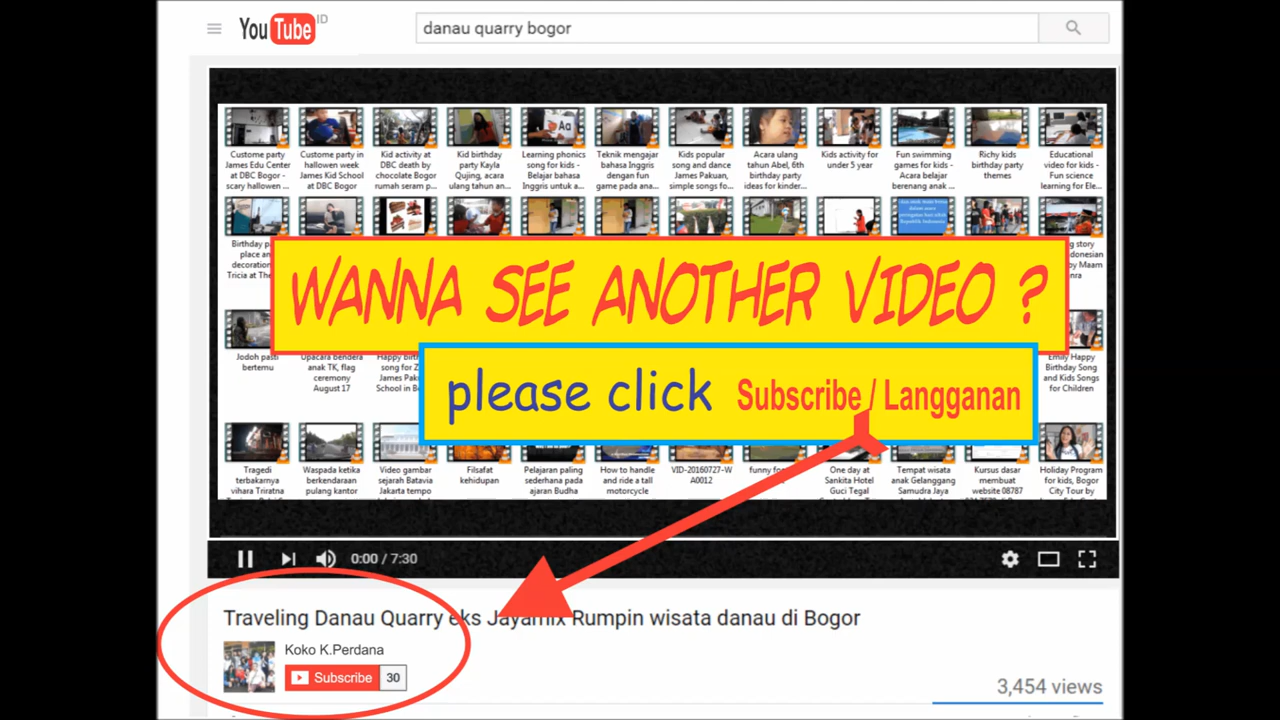 YouTube ID
danau quarry bogor
Custome party James Edu Center at DBC Bogor - scary hallowen ...
Custome party in hallowen week James Kid School at DBC Bogor
Kid activity at DBC death by chocolate Bogor rumah seram p...
Kid birthday party Kayla Qujing, acara ulang tahun an...
Learning phonics song for kids - Belajar bahasa Inggris untuk a...
Teknik mengajar bahasa Inggris dengan fun game pada ana...
Kids popular song and dance James Pakuan, simple songs fo...
Acara ulang tahun Abel, 6th birthday party ideas for kinder...
Kids activity for under 5 year
Fun swimming games for kids - Acara belajar berenang anak ...
Richy kids birthday party themes
Educational video for kids - Fun science learning for Ele...
WANNA SEE ANOTHER VIDEO ?
please click Subscribe / Langganan
Jodoh pasti bertemu
Upacara bendera anak TK, flag ceremony August 17
Emily Happy Birthday Song and Kids Songs for Children
Tragedi terbakarnya vihara Triratna
Waspada ketika berkendaraan pulang kantor
Video gambar sejarah Batavia Jakarta tempo
Filsafat kehidupan
Pelajaran paling sederhana pada ajaran Budha
How to handle and ride a tall motorcycle
VID-20160727-WA0012
One day at Sankita Hotel Guci Tegal
Tempat wisata anak Gelanggang Samudra Jaya
Kursus dasar membuat website 08787
Holiday Program for kids, Bogor City Tour by
0:00 / 7:30
Traveling Danau Quarry eks Jayamix Rumpin wisata danau di Bogor
Koko K.Perdana
Subscribe 30
3,454 views